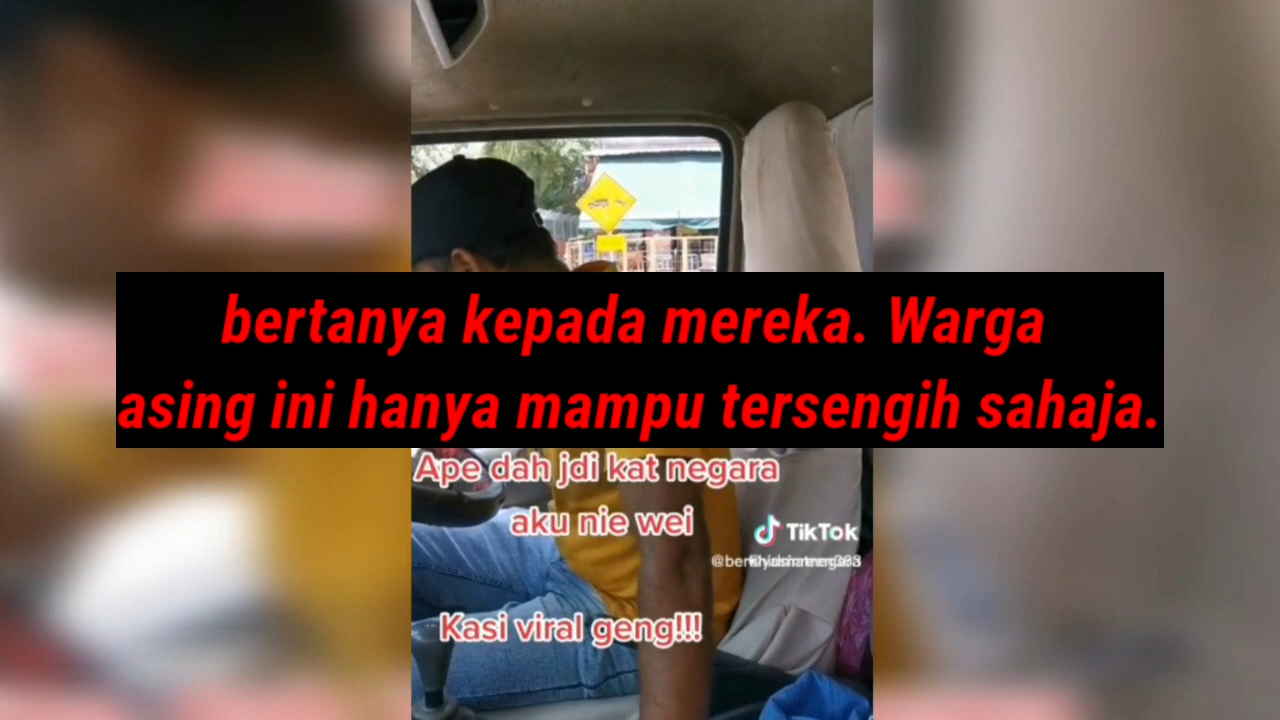 bertanya kepada mereka. Warga
asing ini hanya mampu tersengih sahaja.
Ape dah jdi kat negara
aku nie wei
TikTok
Kasi viral geng!!!